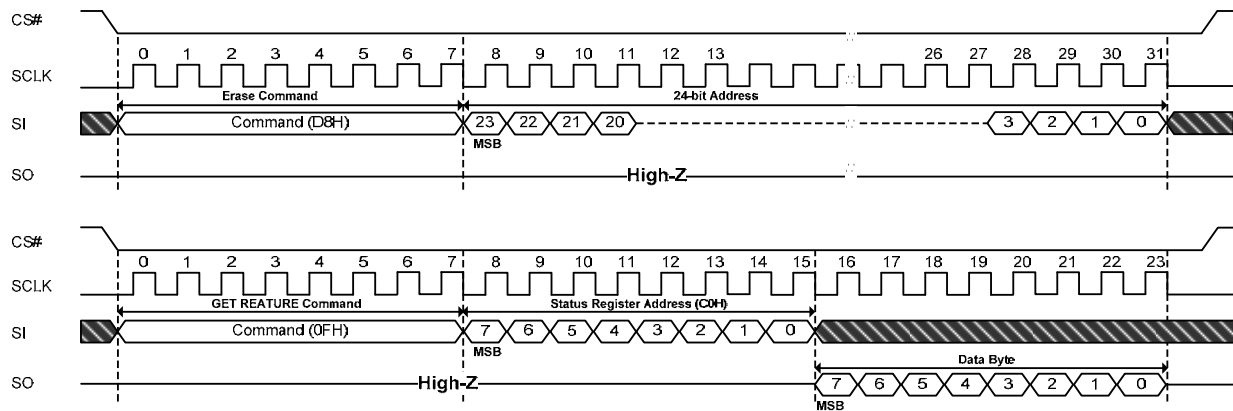 CS#
0 1 2 3 4 5 6 7 8 9 10 11 12 13 26 27 28 29 30 31
SCLK
Erase Command 24-bit Address
SI Command (D8H) 23 22 21 20 3 2 1 0
MSB
SO High-Z
CS#
0 1 2 3 4 5 6 7 8 9 10 11 12 13 14 15 16 17 18 19 20 21 22 23
SCLK
GET REATURE Command Status Register Address (C0H)
SI Command (0FH) 7 6 5 4 3 2 1 0
MSB Data Byte
SO High-Z 7 6 5 4 3 2 1 0
MSB